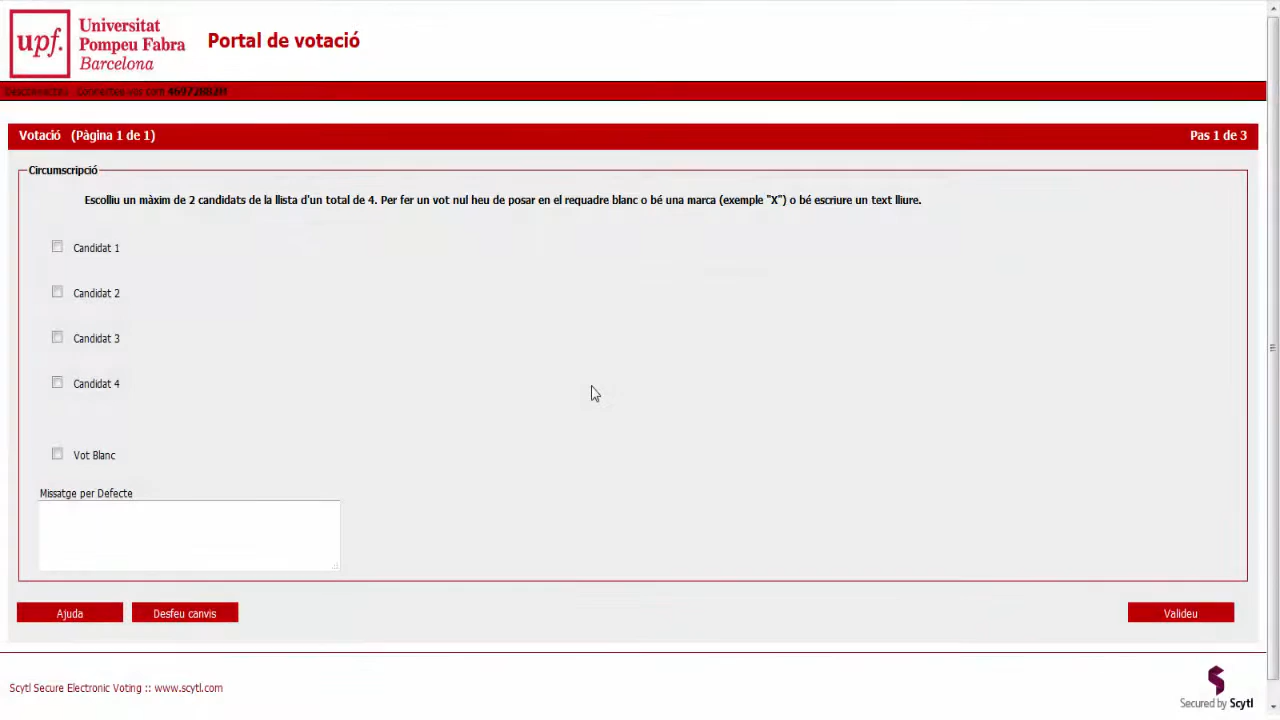 upf.
Universitat
Pompeu Fabra
Barcelona
Portal de votació
Votació (Pàgina 1 de 1)
Pas 1 de 3
Circumscripció
Escolliu un màxim de 2 candidats de la llista d'un total de 4. Per fer un vot nul heu de posar en el requadre blanc o bé una marca (exemple "X") o bé escriure un text lliure.
Candidat 1
Candidat 2
Candidat 3
Candidat 4
Vot Blanc
Missatge per Defecte
Ajuda
Desfeu canvis
Valideu
Scytl Secure Electronic Voting :: www.scytl.com
Secured by Scytl